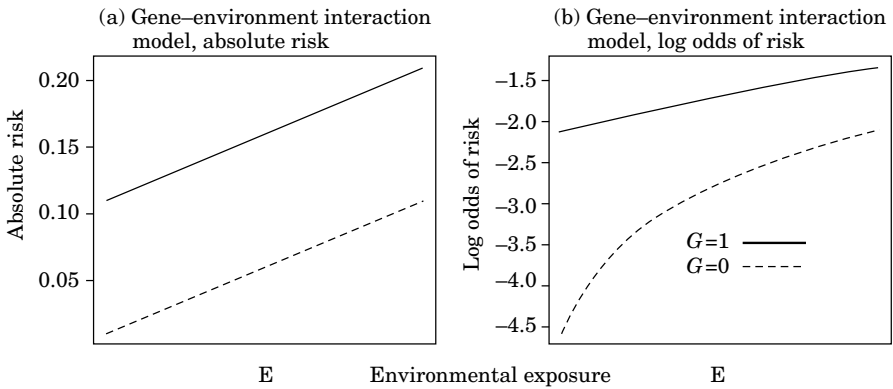 (a) Gene–environment interaction
model, absolute risk
Absolute risk
0.20
0.15
0.10
0.05
E
(b) Gene–environment interaction
model, log odds of risk
Log odds of risk
–1.5
–2.0
–2.5
–3.0
–3.5
–4.0
–4.5
G=1
G=0
Environmental exposure
E